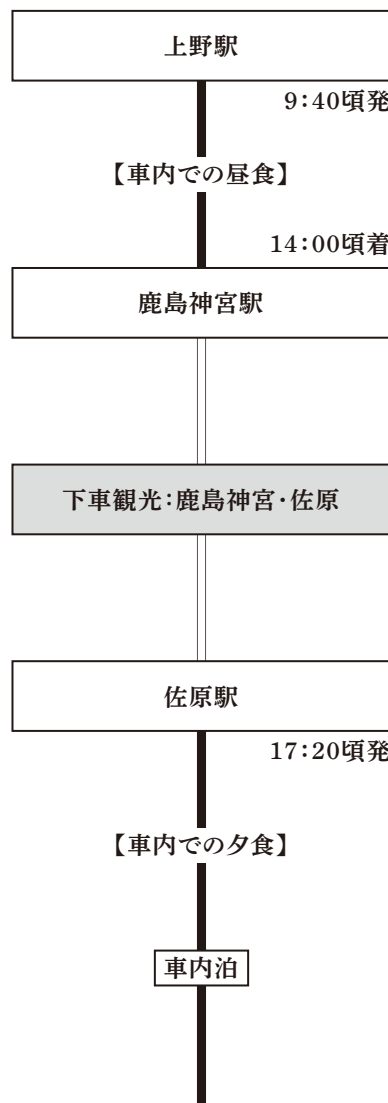 上野駅
9:40頃発
【車内での昼食】
14:00頃着
鹿島神宮駅
下車観光:鹿島神宮・佐原
佐原駅
17:20頃発
【車内での夕食】
車内泊